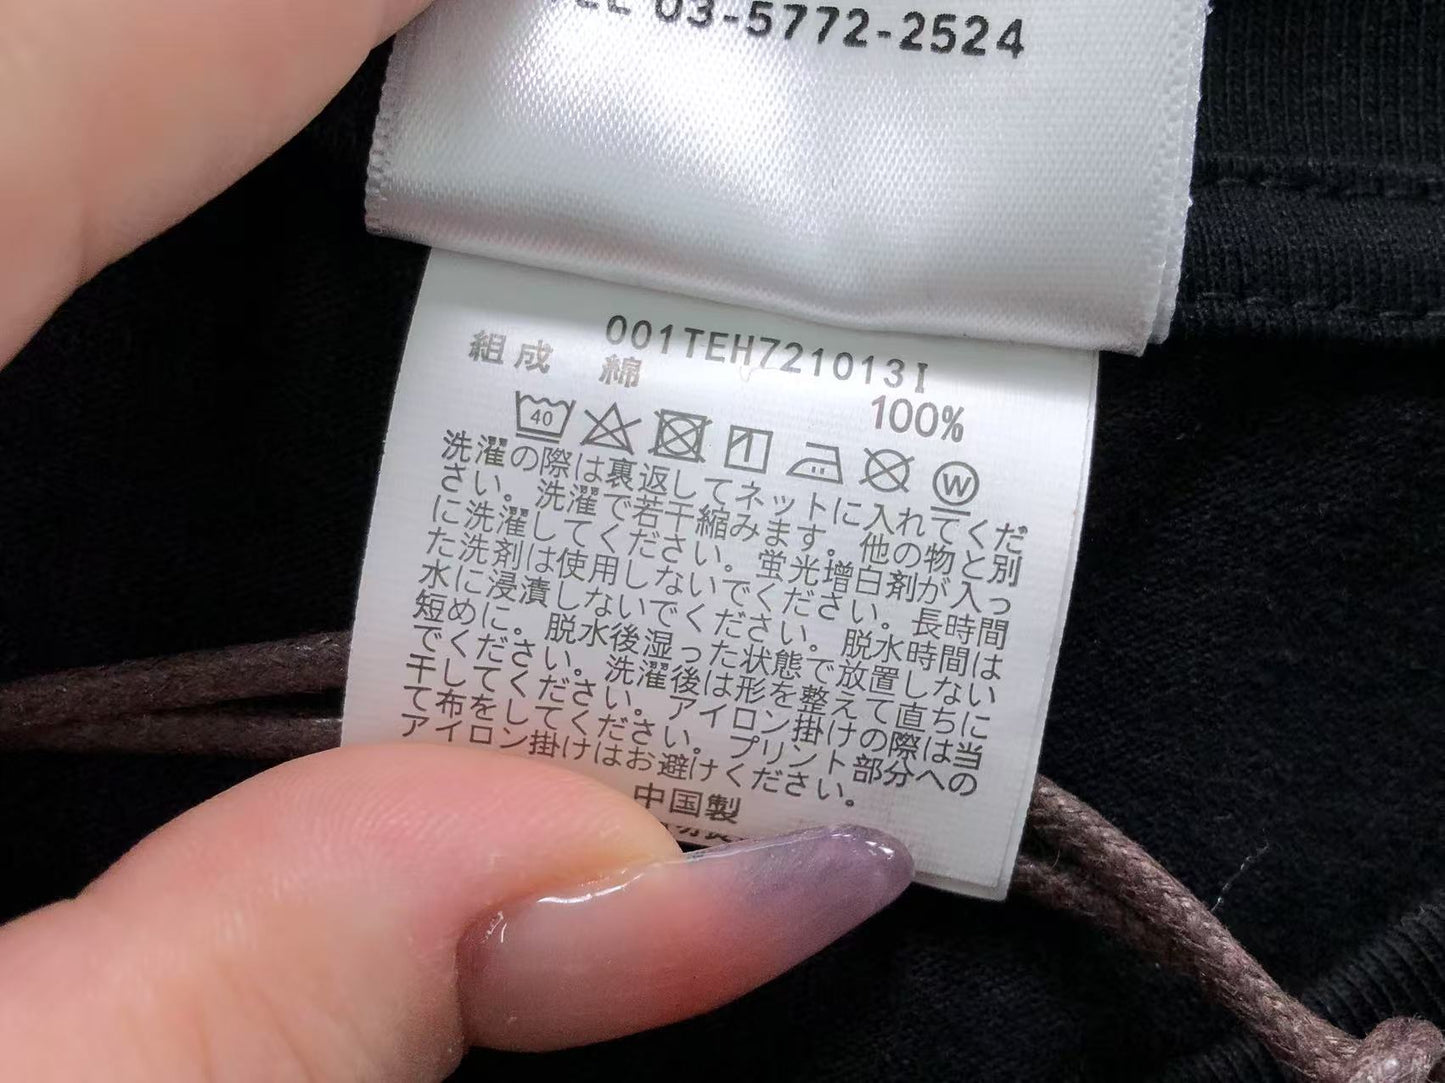 TEL 03-5772-2524
001TEH721013I
組成 綿 100%
40
W
洗濯の際は裏返してネットに入れてくだ
さい。洗濯で若干縮みます。他の物と別
に洗濯してください。蛍光増白剤が入っ
た洗剤は使用しないでください。長時間
水に浸漬しないでください。脱水時間は
短めに。脱水後湿った状態で放置しない
でください。洗濯後は形を整えて直ちに
干してください。アイロン掛けの際は当
て布をしてください。プリント部分への
アイロン掛けはお避けください。
中国製